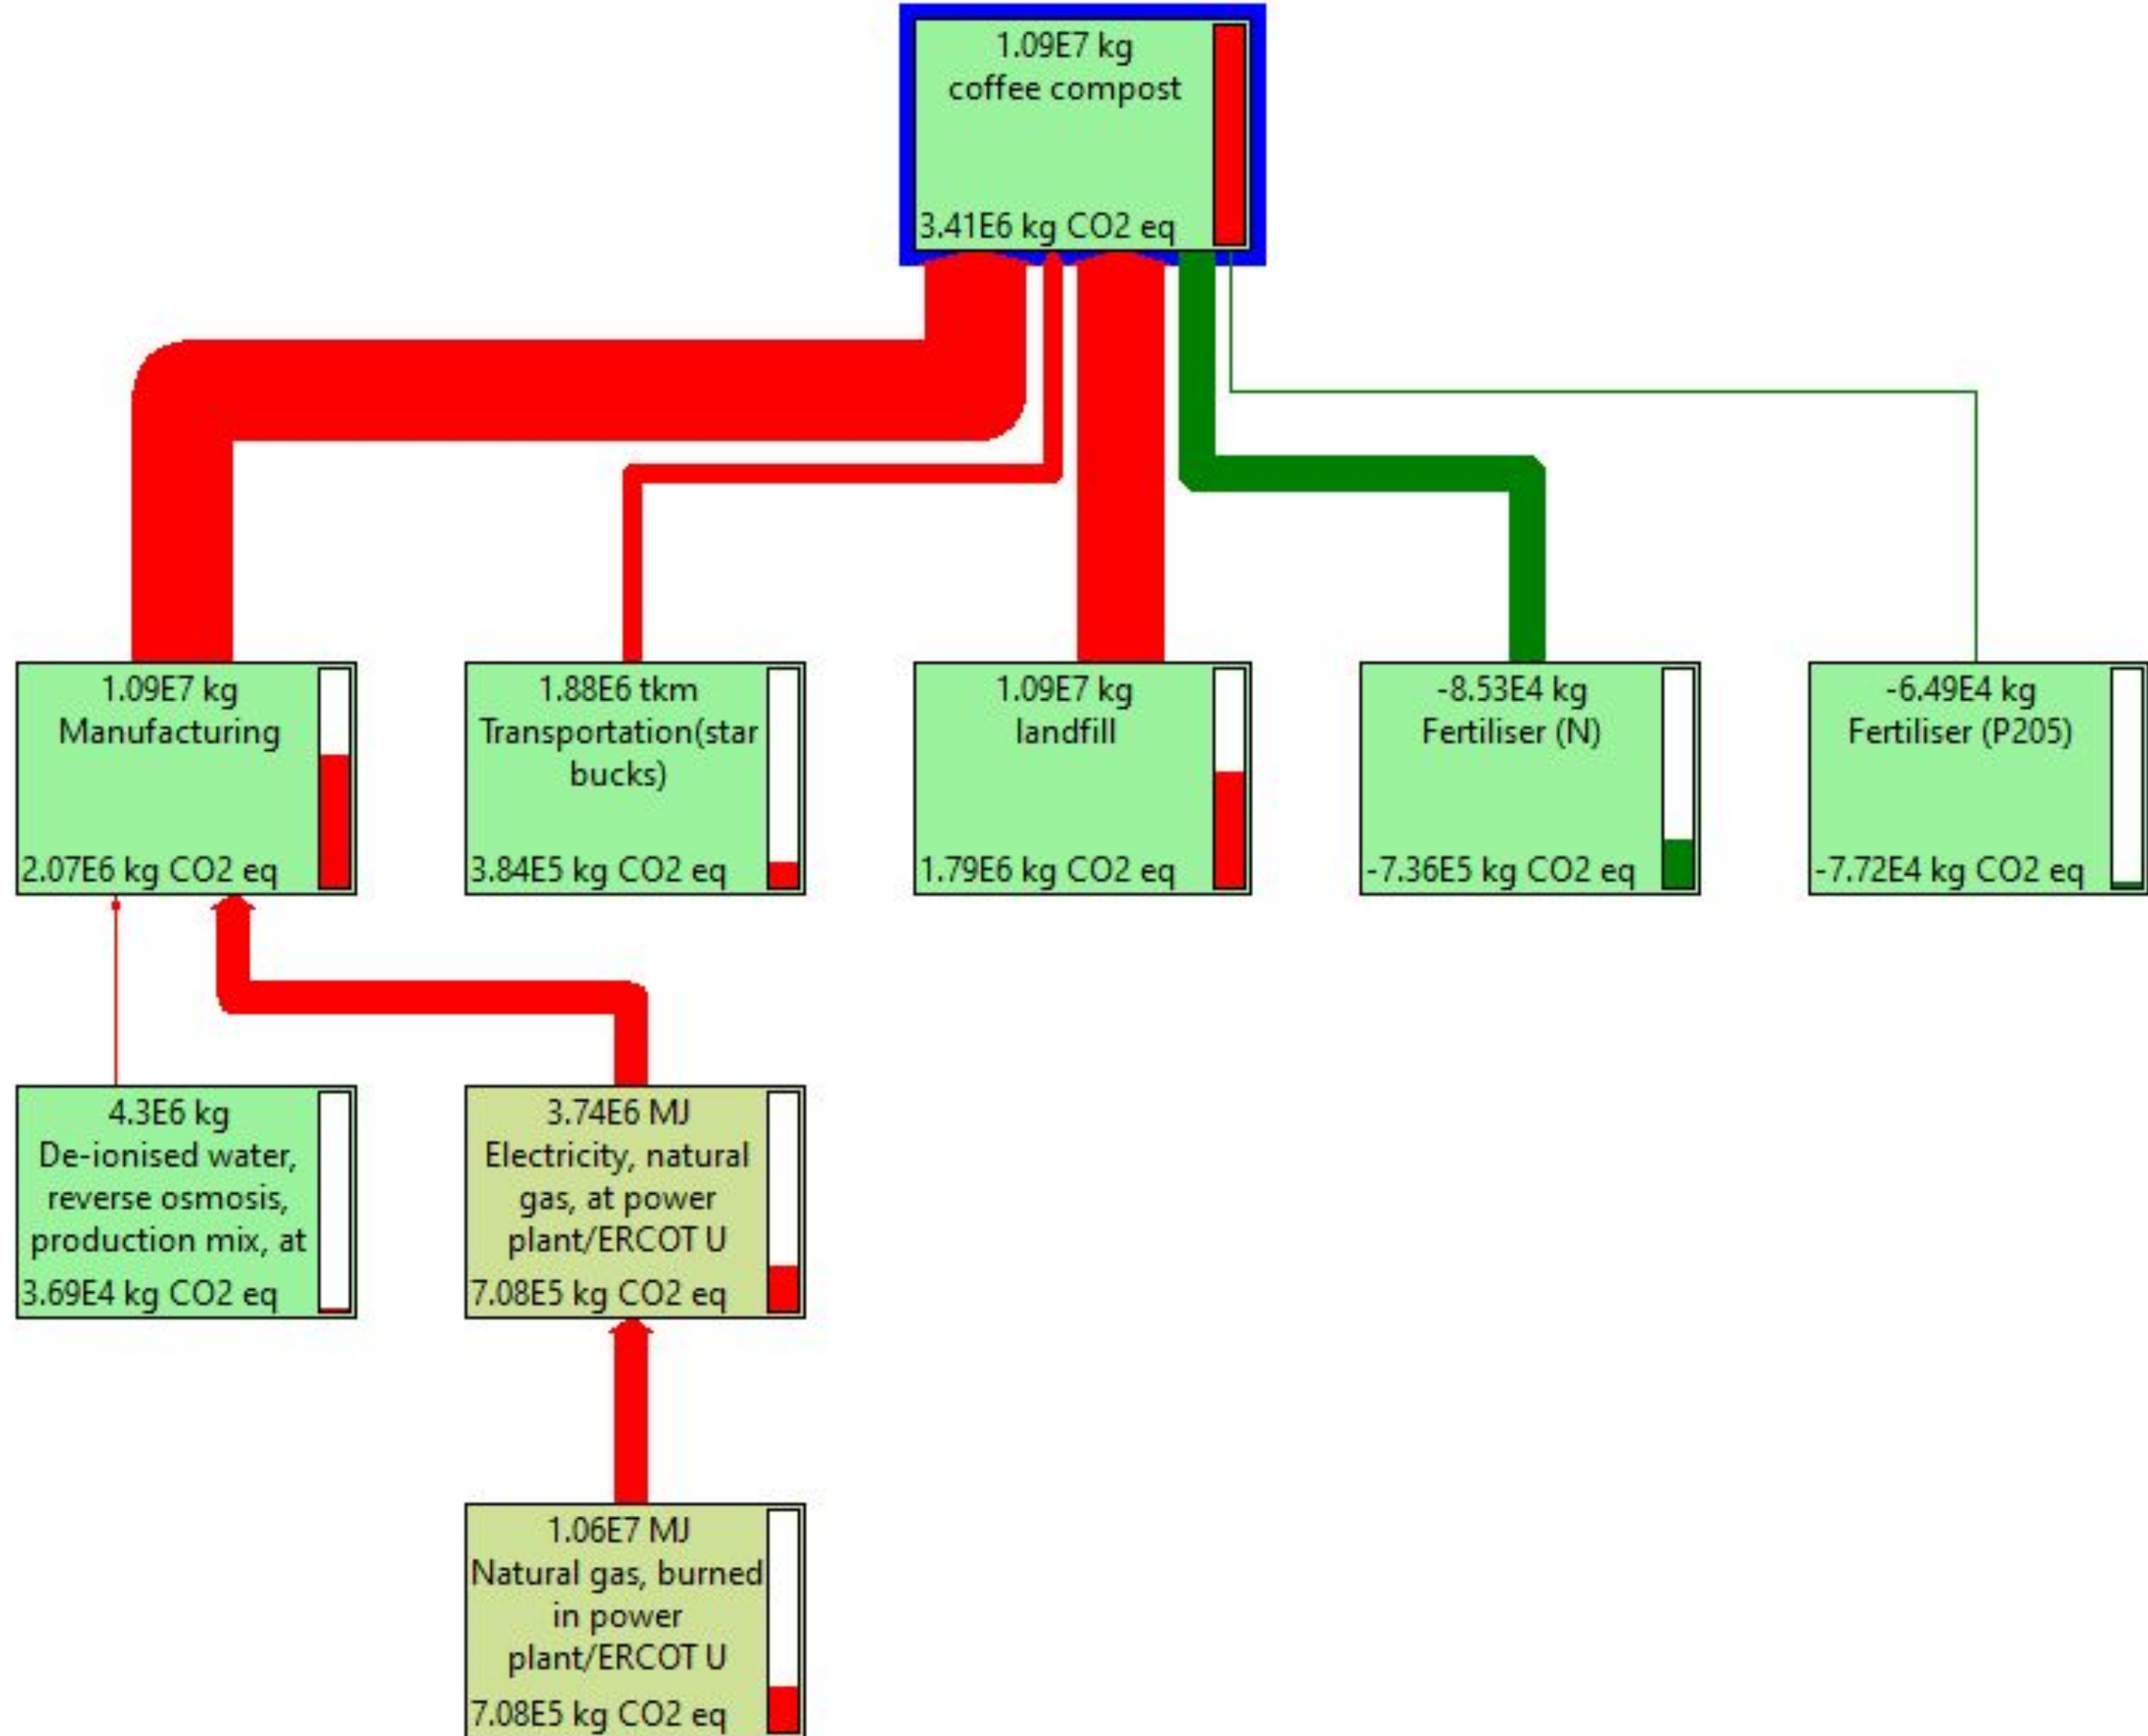 1.09E7 kg
coffee compost
3.41E6 kg CO2 eq
1.09E7 kg
Manufacturing
2.07E6 kg CO2 eq
1.88E6 tkm
Transportation(star
bucks)
3.84E5 kg CO2 eq
1.09E7 kg
landfill
1.79E6 kg CO2 eq
-8.53E4 kg
Fertiliser (N)
-7.36E5 kg CO2 eq
-6.49E4 kg
Fertiliser (P205)
-7.72E4 kg CO2 eq
4.3E6 kg
De-ionised water,
reverse osmosis,
production mix, at
3.69E4 kg CO2 eq
3.74E6 MJ
Electricity, natural
gas, at power
plant/ERCOT U
7.08E5 kg CO2 eq
1.06E7 MJ
Natural gas, burned
in power
plant/ERCOT U
7.08E5 kg CO2 eq